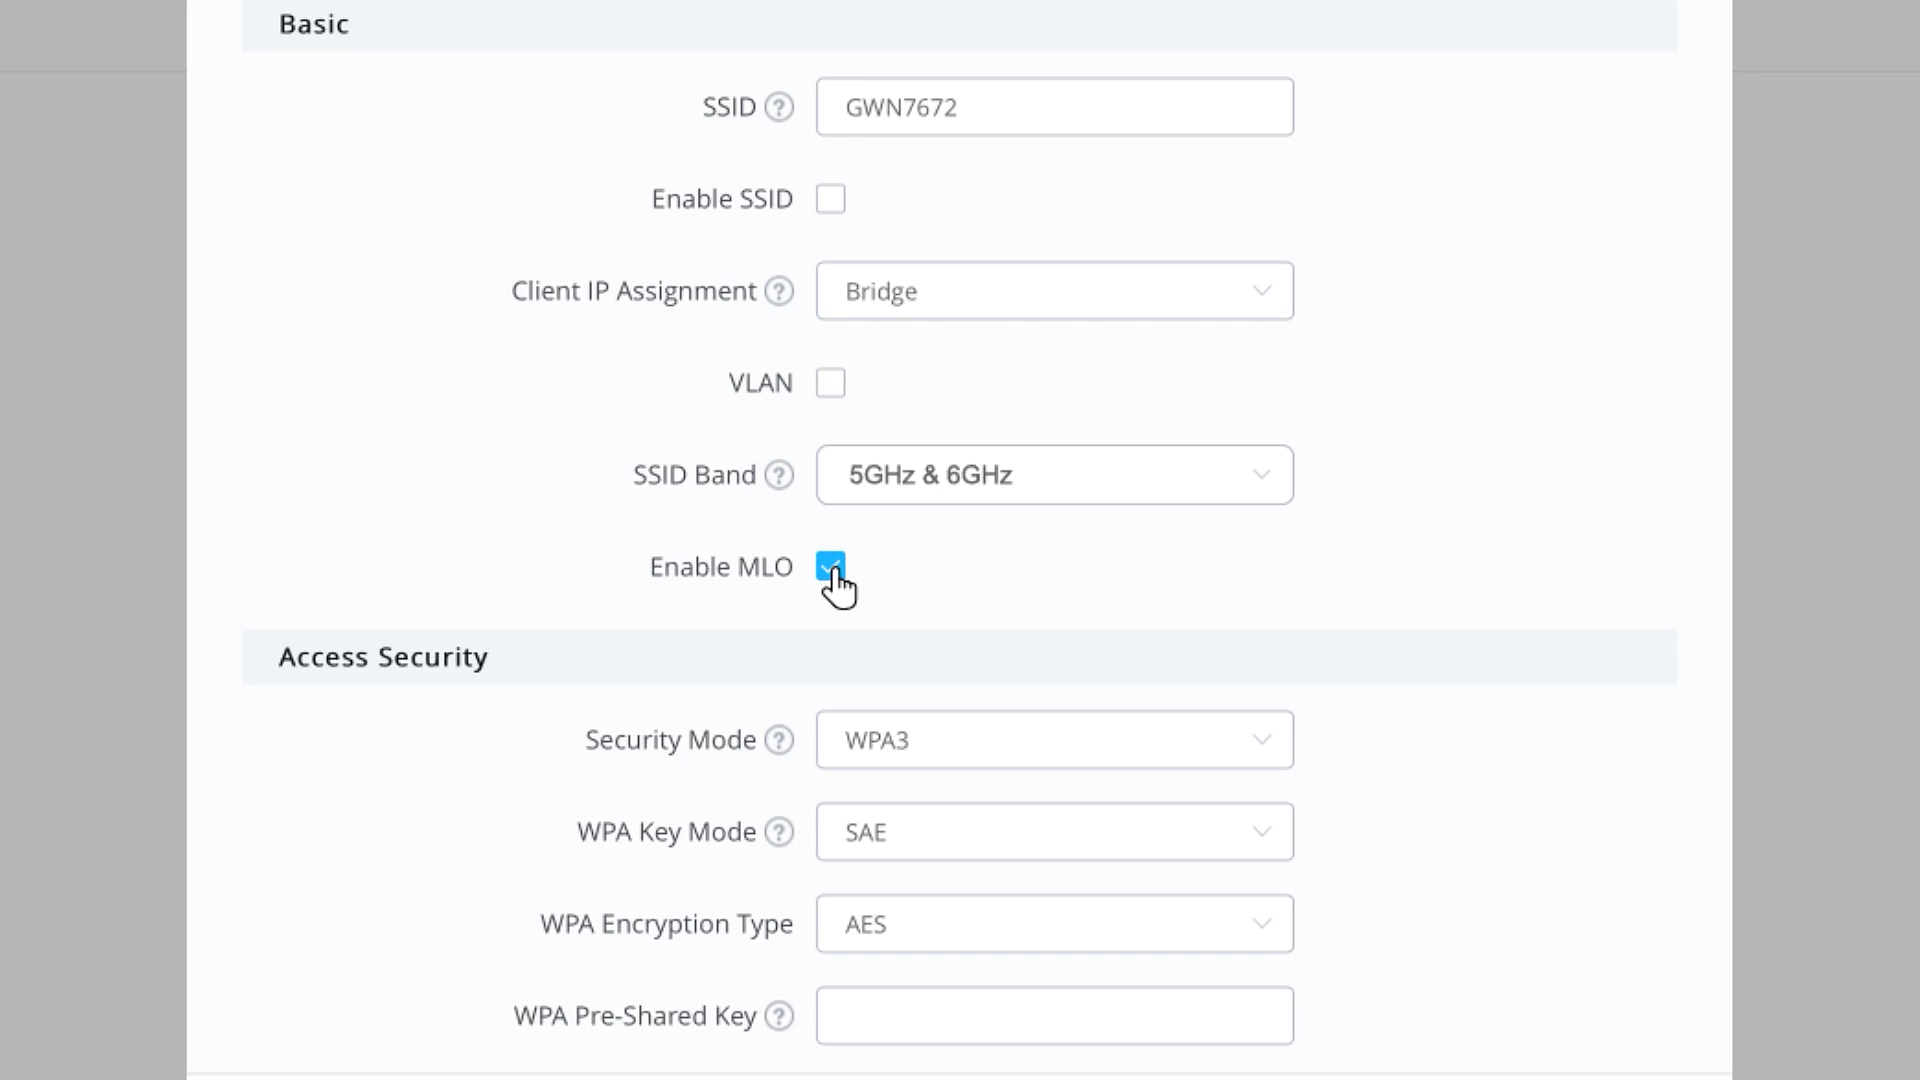 Basic
SSID ? GWN7672
Enable SSID
Client IP Assignment ? Bridge
VLAN
SSID Band ? 5GHz & 6GHz
Enable MLO
Access Security
Security Mode ? WPA3
WPA Key Mode ? SAE
WPA Encryption Type AES
WPA Pre-Shared Key ?